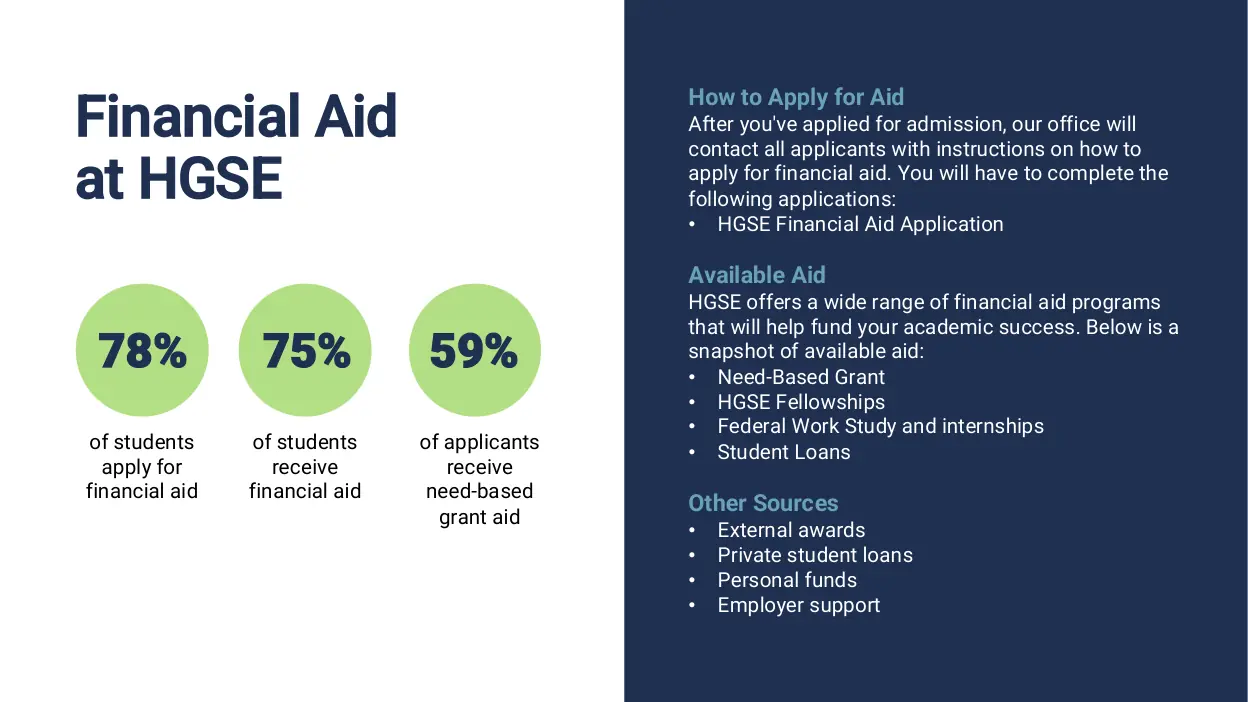 Financial Aid
at HGSE
78%
of students
apply for
financial aid
75%
of students
receive
financial aid
59%
of applicants
receive
need-based
grant aid
How to Apply for Aid
After you've applied for admission, our office will
contact all applicants with instructions on how to
apply for financial aid. You will have to complete the
following applications:
• HGSE Financial Aid Application
Available Aid
HGSE offers a wide range of financial aid programs
that will help fund your academic success. Below is a
snapshot of available aid:
• Need-Based Grant
• HGSE Fellowships
• Federal Work Study and internships
• Student Loans
Other Sources
• External awards
• Private student loans
• Personal funds
• Employer support